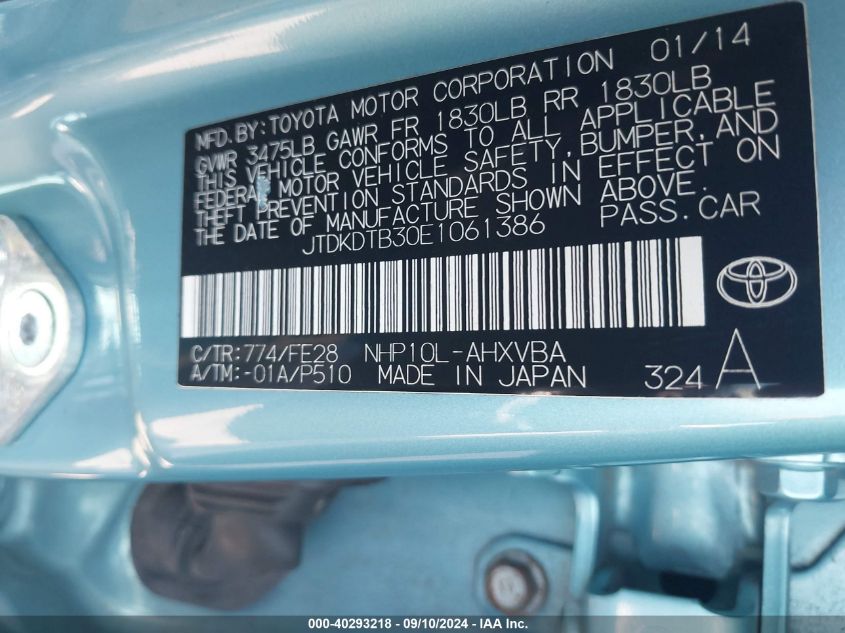 MFD. BY: TOYOTA MOTOR CORPORATION 01/14
GVWR 3475LB GAWR FR 1830LB RR 1830LB
THIS VEHICLE CONFORMS TO ALL APPLICABLE
FEDERAL MOTOR VEHICLE SAFETY, BUMPER, AND
THEFT PREVENTION STANDARDS IN EFFECT ON
THE DATE OF MANUFACTURE SHOWN ABOVE.
JTDKDTB30E1061386 PASS. CAR
C/TR: 774/FE28 NHP10L-AHXVBA
A/TM: -01A/P510 MADE IN JAPAN 324 A
000-40293218 - 09/10/2024 - IAA Inc.